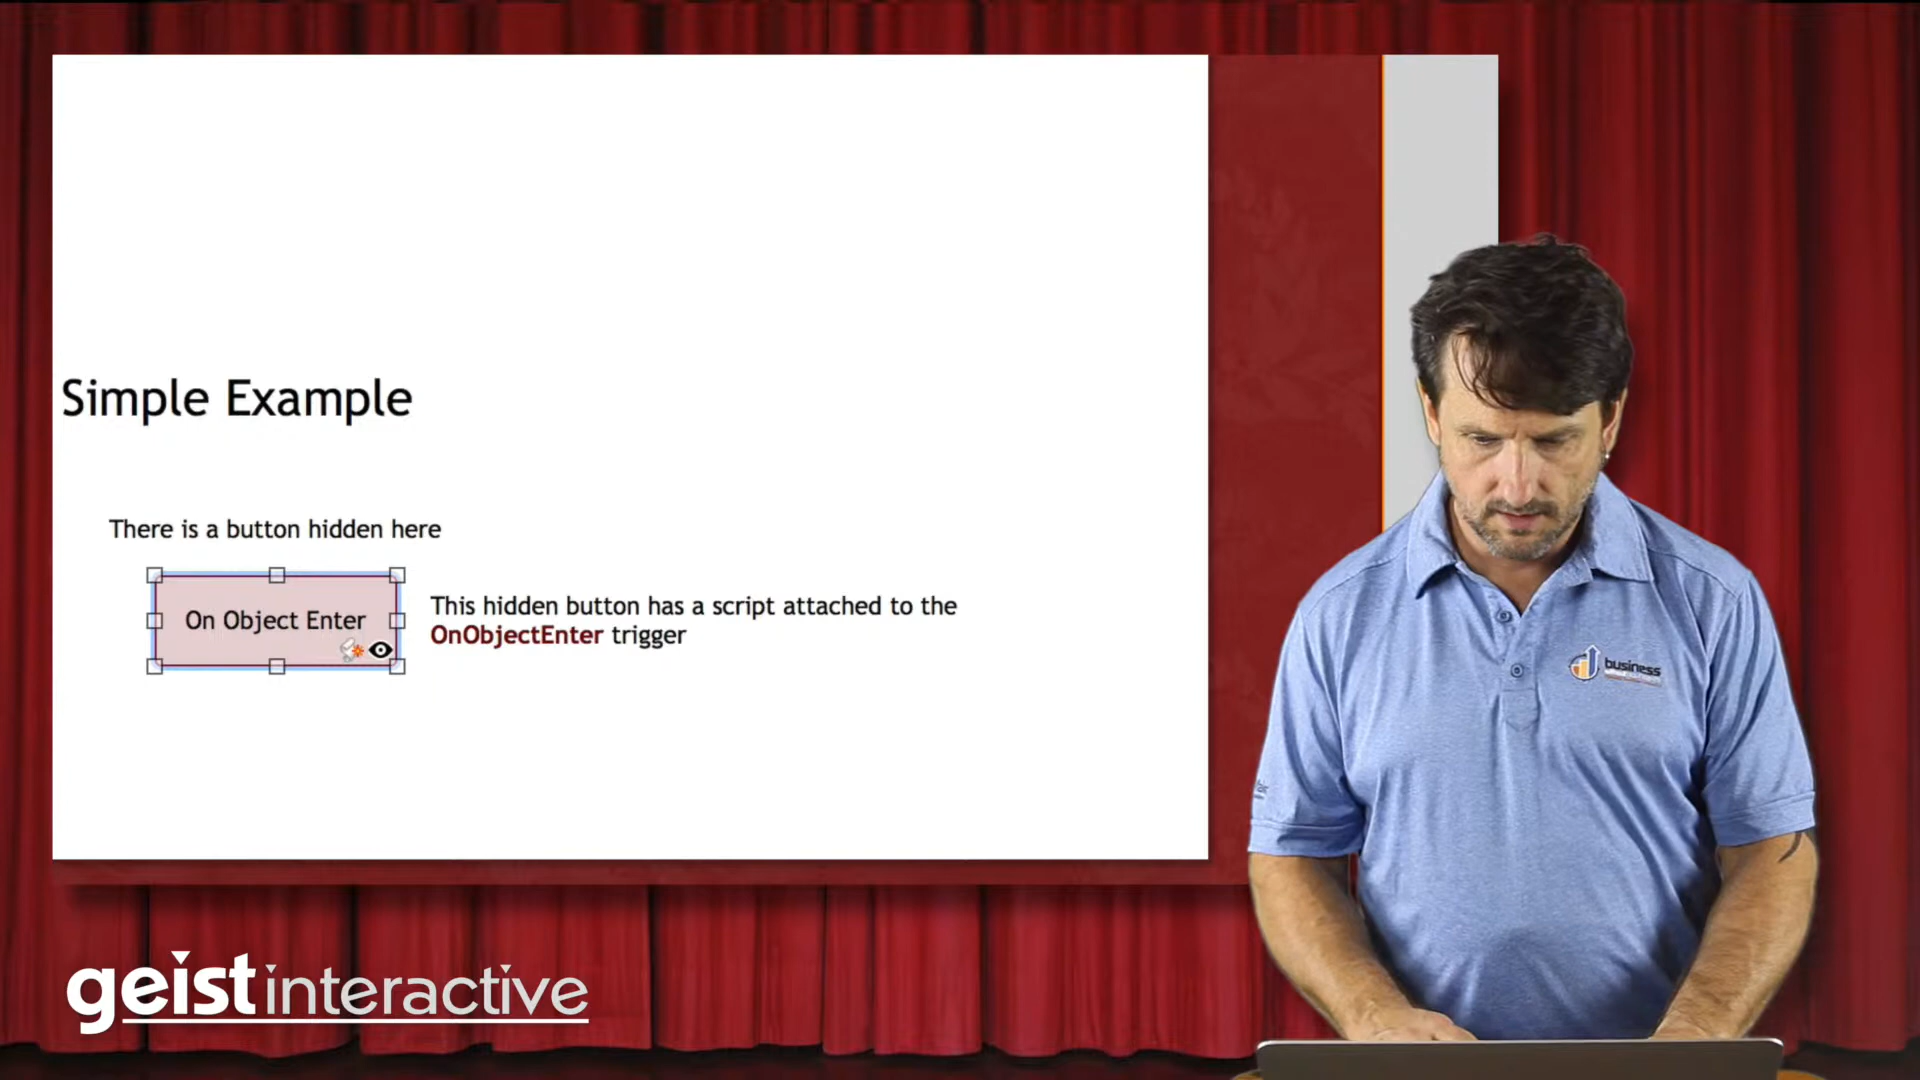 Simple Example
There is a button hidden here
On Object Enter
This hidden button has a script attached to the
OnObjectEnter trigger
business
geistinteractive